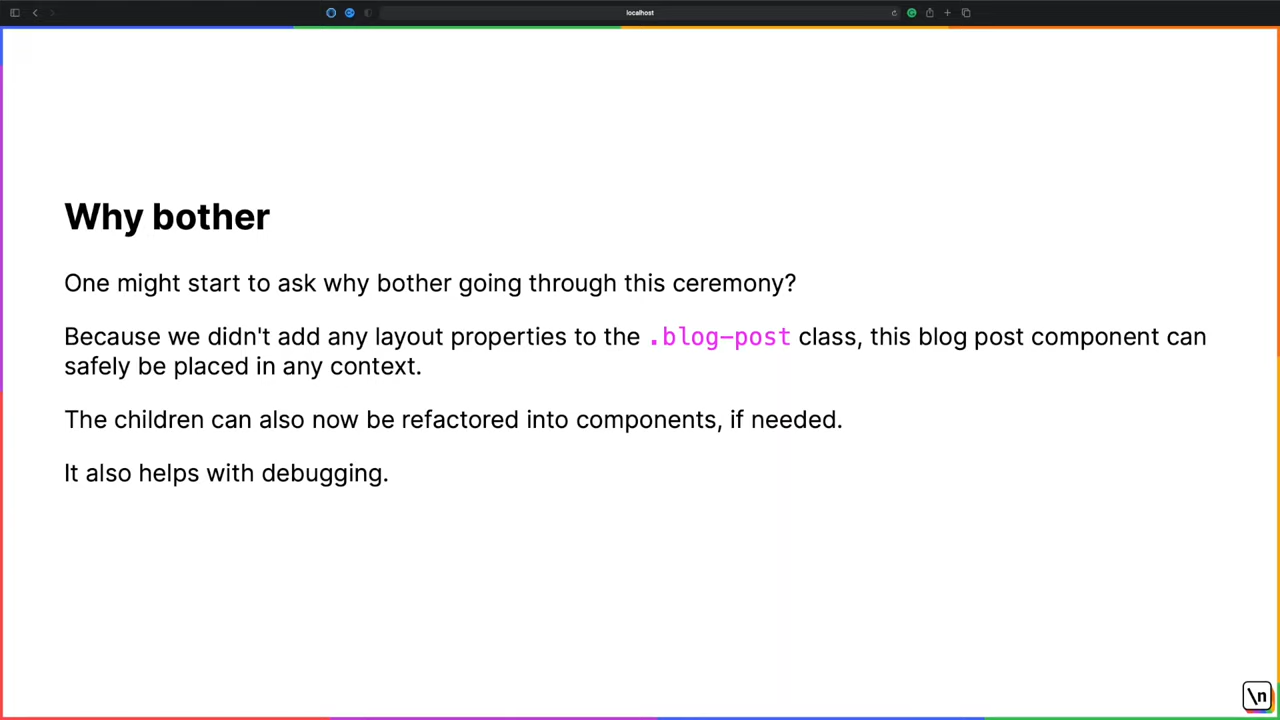 localhost
Why bother
One might start to ask why bother going through this ceremony?
Because we didn't add any layout properties to the .blog-post class, this blog post component can
safely be placed in any context.
The children can also now be refactored into components, if needed.
It also helps with debugging.
\n